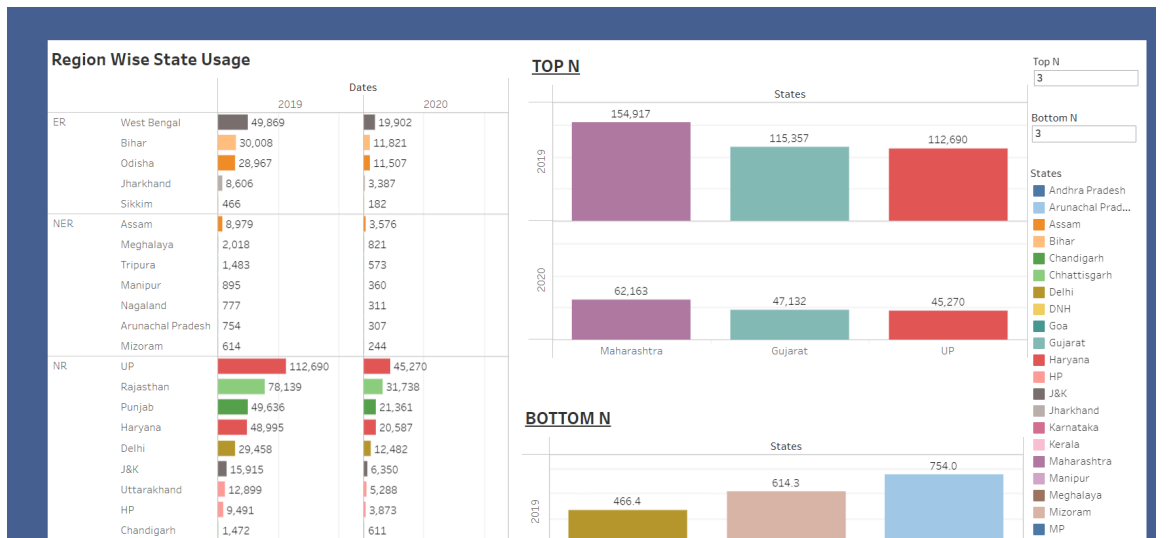 Region Wise State Usage
Dates
2019 2020
ER West Bengal 49,869 19,902
Bihar 30,008 11,821
Odisha 28,967 11,507
Jharkhand 8,606 3,387
Sikkim 466 182
NER Assam 8,979 3,576
Meghalaya 2,018 821
Tripura 1,483 573
Manipur 895 360
Nagaland 777 311
Arunachal Pradesh 754 307
Mizoram 614 244
NR UP 112,690 45,270
Rajasthan 78,139 31,738
Punjab 49,636 21,361
Haryana 48,995 20,587
Delhi 29,458 12,482
J&K 15,915 6,350
Uttarakhand 12,899 5,288
HP 9,491 3,873
Chandigarh 1,472 611
TOP N
States
2019
154,917 115,357 112,690
2020
62,163 47,132 45,270
Maharashtra Gujarat UP
BOTTOM N
States
2019
466.4 614.3 754.0
Top N
3
Bottom N
3
States
Andhra Pradesh
Arunachal Prad...
Assam
Bihar
Chandigarh
Chhattisgarh
Delhi
DNH
Goa
Gujarat
Haryana
HP
J&K
Jharkhand
Karnataka
Kerala
Maharashtra
Manipur
Meghalaya
Mizoram
MP